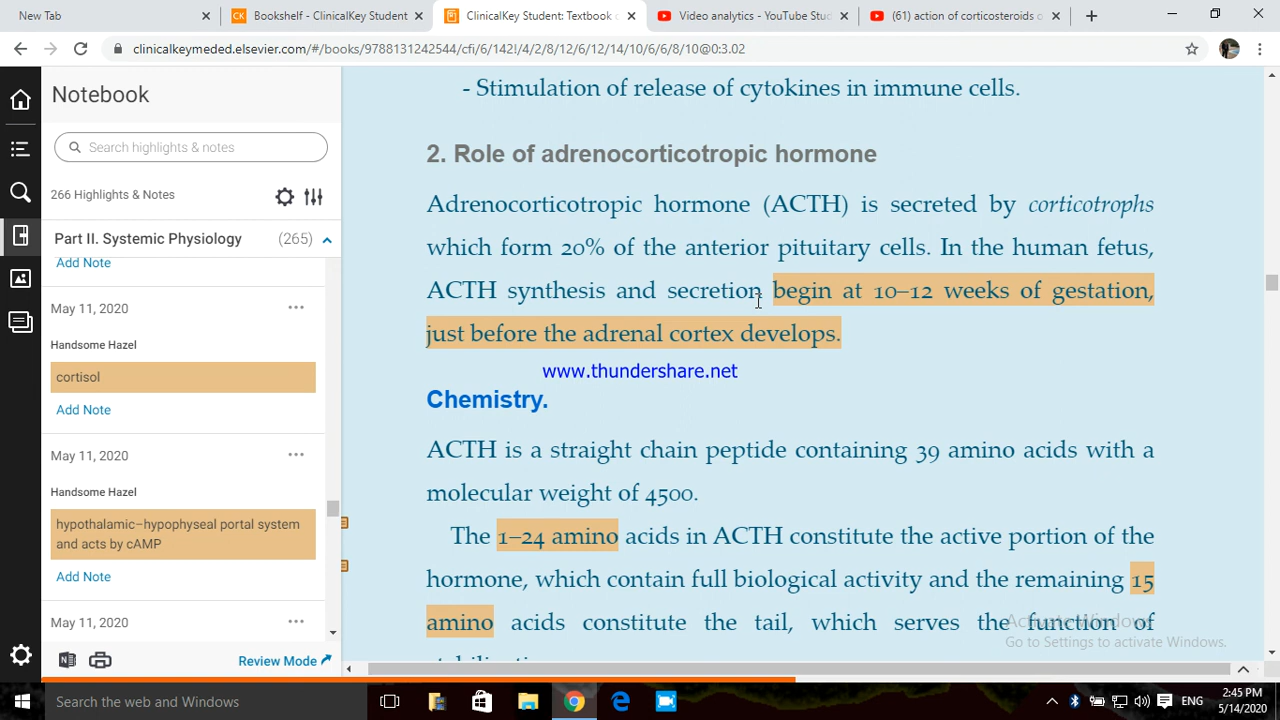 New Tab
Bookshelf - ClinicalKey Student
ClinicalKey Student: Textbook
Video analytics - YouTube Stud
(61) action of corticosteroids o
clinicalkeymeded.elsevier.com/#/books/9788131242544/cfi/6/142!/4/2/8/12/6/12/14/10/6/6/8/10@0:3.02
Notebook
Search highlights & notes
266 Highlights & Notes
Part II. Systemic Physiology (265)
Add Note
May 11, 2020
Handsome Hazel
cortisol
Add Note
May 11, 2020
Handsome Hazel
hypothalamic–hypophyseal portal system
and acts by cAMP
Add Note
May 11, 2020
Review Mode
- Stimulation of release of cytokines in immune cells.
2. Role of adrenocorticotropic hormone
Adrenocorticotropic hormone (ACTH) is secreted by corticotrophs
which form 20% of the anterior pituitary cells. In the human fetus,
ACTH synthesis and secretion begin at 10–12 weeks of gestation,
just before the adrenal cortex develops.
www.thundershare.net
Chemistry.
ACTH is a straight chain peptide containing 39 amino acids with a
molecular weight of 4500.
The 1–24 amino acids in ACTH constitute the active portion of the
hormone, which contain full biological activity and the remaining 15
amino acids constitute the tail, which serves the function of
Activate Windows
Go to Settings to activate Windows.
Search the web and Windows
ENG
2:45 PM
5/14/2020